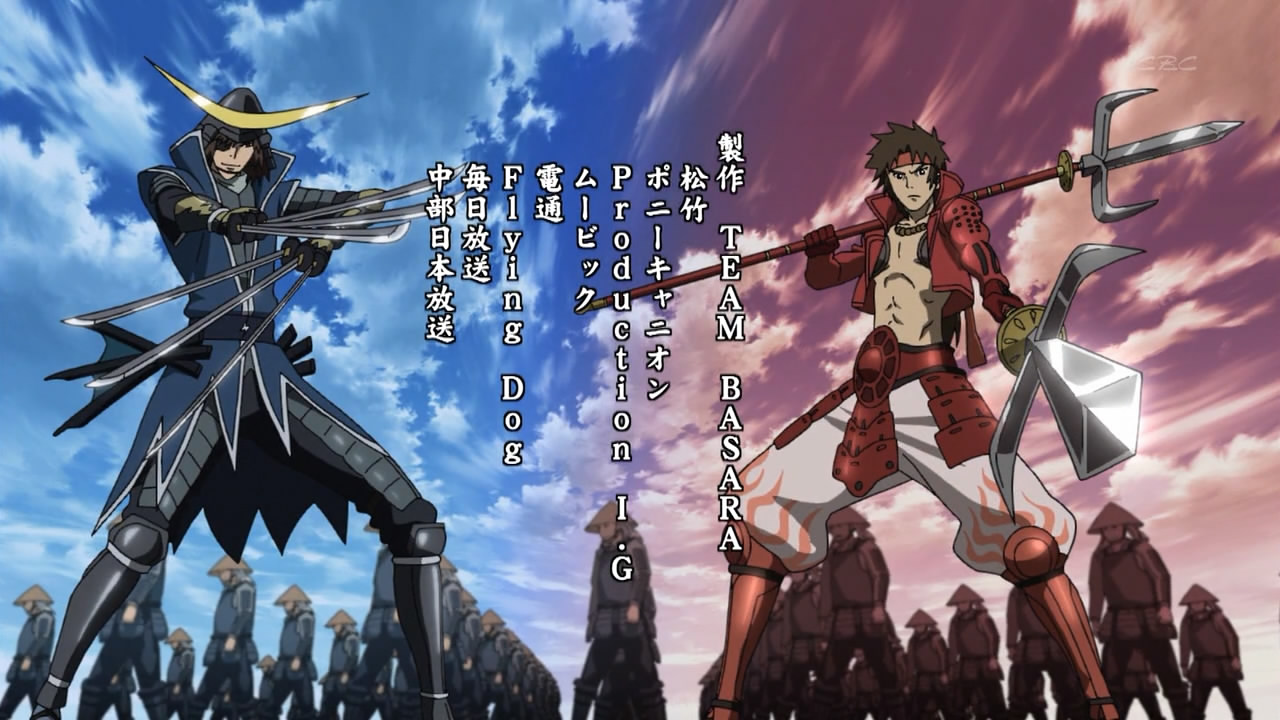 製作 TEAM BASARA
松竹
ポニーキャニオン
Production I.G
ムービック
電通
Flying Dog
毎日放送
中部日本放送
CBC